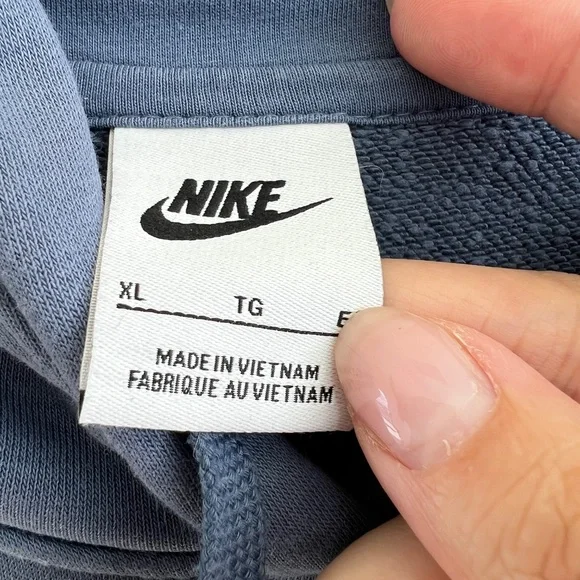 NIKE
XL TG
MADE IN VIETNAM
FABRIQUE AU VIETNAM